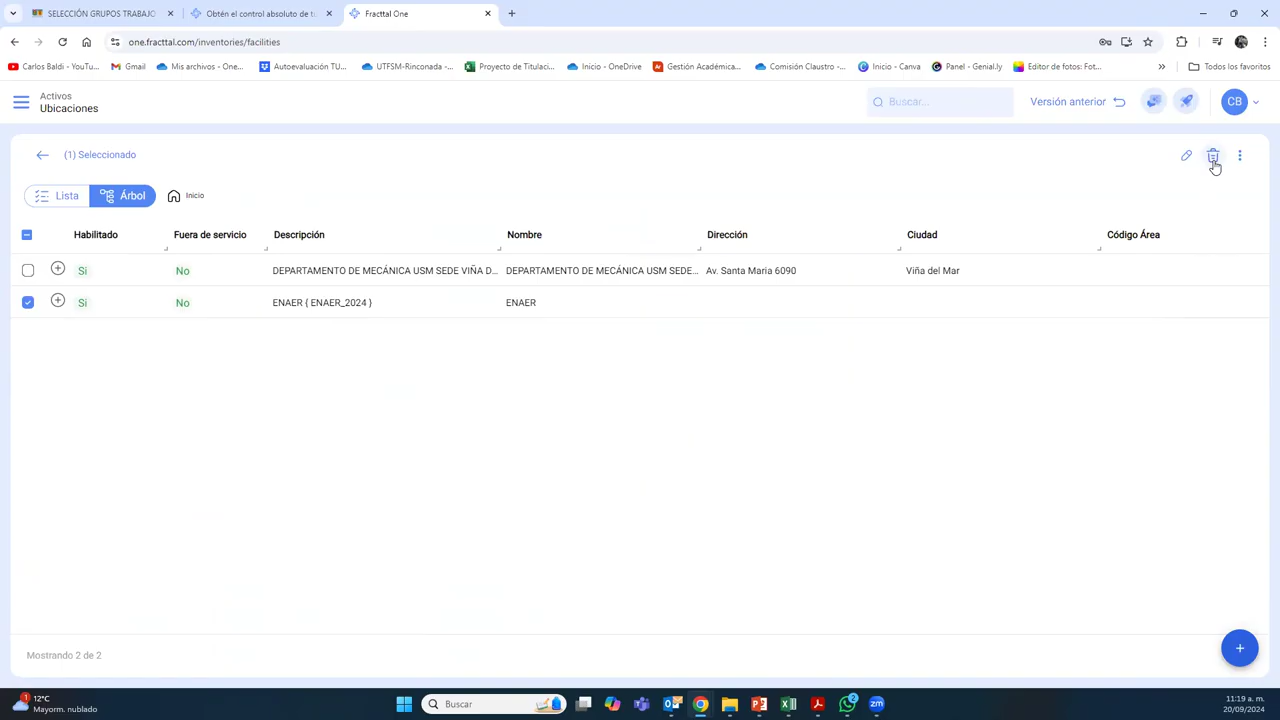 SELECCIÓN GRUPOS TRABAJO
Obtén el control absoluto de tu
Fracttal One
one.fracttal.com/inventories/facilities
Carlos Baldi - YouTu...
Gmail
Mis archivos - One...
Autoevaluación TU...
UTFSM-Rinconada -...
Proyecto de Titulaci...
Inicio - OneDrive
Gestión Académica...
Comisión Claustro -...
Inicio - Canva
Panel - Genial.ly
Editor de fotos: Fot...
Todos los favoritos
Activos
Ubicaciones
Buscar...
Versión anterior
CB
(1) Seleccionado
Lista
Árbol
Inicio
Habilitado Fuera de servicio Descripción Nombre Dirección Ciudad Código Área
Si No DEPARTAMENTO DE MECÁNICA USM SEDE VIÑA D... DEPARTAMENTO DE MECÁNICA USM SEDE... Av. Santa Maria 6090 Viña del Mar
Si No ENAER { ENAER_2024 } ENAER
Mostrando 2 de 2
1
12°C
Mayorm. nublado
Buscar
2
zm
11:19 a. m.
20/09/2024